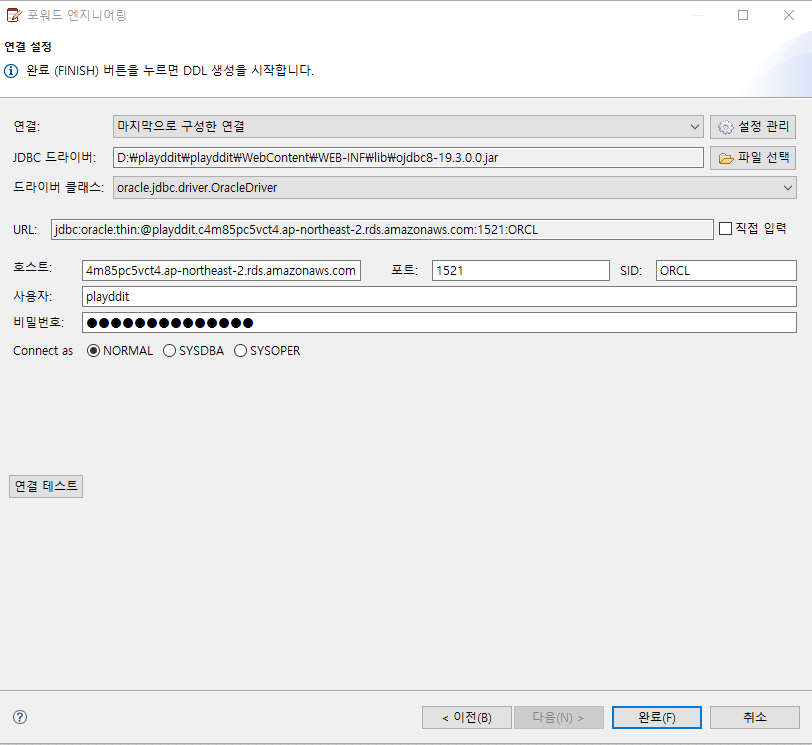 포워드 엔지니어링
연결 설정
완료 (FINISH) 버튼을 누르면 DDL 생성을 시작합니다.
연결: 마지막으로 구성한 연결 설정 관리
JDBC 드라이버: D:₩playddit₩playddit₩WebContent₩WEB-INF₩lib₩ojdbc8-19.3.0.0.jar 파일 선택
드라이버 클래스: oracle.jdbc.driver.OracleDriver
URL: jdbc:oracle:thin:@playddit.c4m85pc5vct4.ap-northeast-2.rds.amazonaws.com:1521:ORCL 직접 입력
호스트: 4m85pc5vct4.ap-northeast-2.rds.amazonaws.com 포트: 1521 SID: ORCL
사용자: playddit
비밀번호: ●●●●●●●●●●●●●●
Connect as NORMAL SYSDBA SYSOPER
연결 테스트
< 이전(B) 다음(N) > 완료(F) 취소